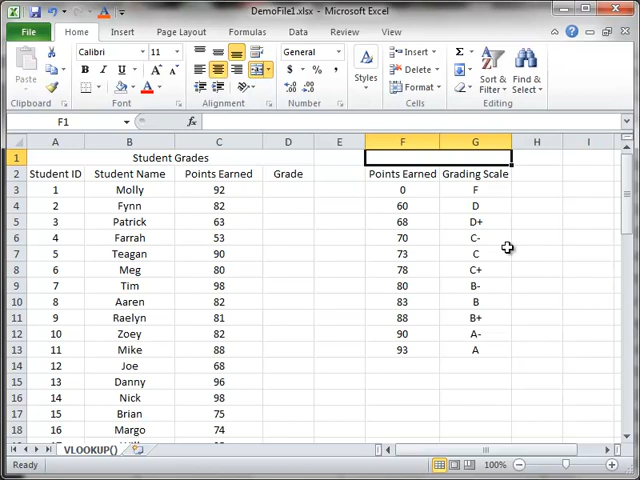 DemoFile1.xlsx - Microsoft Excel
File Home Insert Page Layout Formulas Data Review View
Calibri 11 General Insert Σ
Paste B I U A $ % , Styles Delete Sort & Filter Find & Select
Format
Clipboard Font Alignment Number Cells Editing
F1 fx
A B C D E F G H I
1 Student Grades
2 Student ID Student Name Points Earned Grade Points Earned Grading Scale
3 1 Molly 92 0 F
4 2 Fynn 82 60 D
5 3 Patrick 63 68 D+
6 4 Farrah 53 70 C-
7 5 Teagan 90 73 C
8 6 Meg 80 78 C+
9 7 Tim 98 80 B-
10 8 Aaren 82 83 B
11 9 Raelyn 81 88 B+
12 10 Zoey 82 90 A-
13 11 Mike 88 93 A
14 12 Joe 68
15 13 Danny 96
16 14 Nick 98
17 15 Brian 75
18 16 Margo 74
VLOOKUP()
Ready 100%